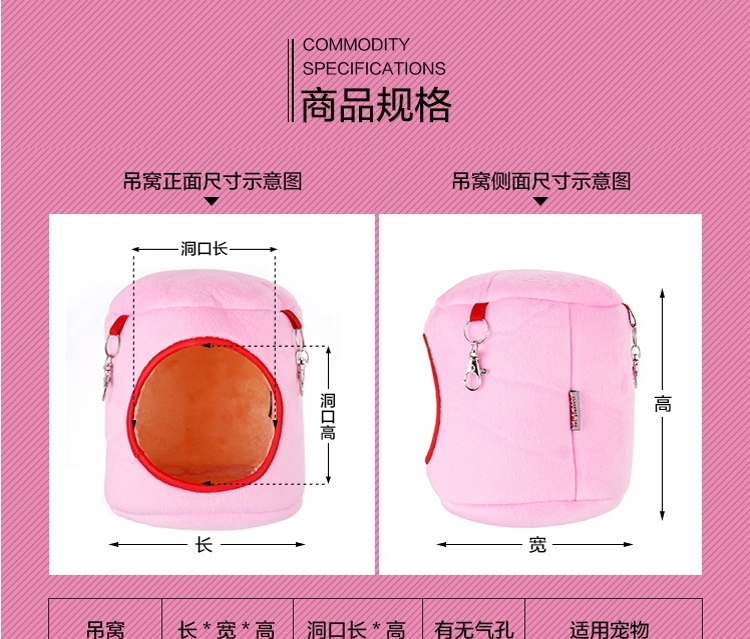 COMMODITY
SPECIFICATIONS
商品规格
吊窝正面尺寸示意图
吊窝侧面尺寸示意图
洞口长
洞口高
长
高
宽
吊窝 长 * 宽 * 高 洞口长 * 高 有无气孔 适用宠物